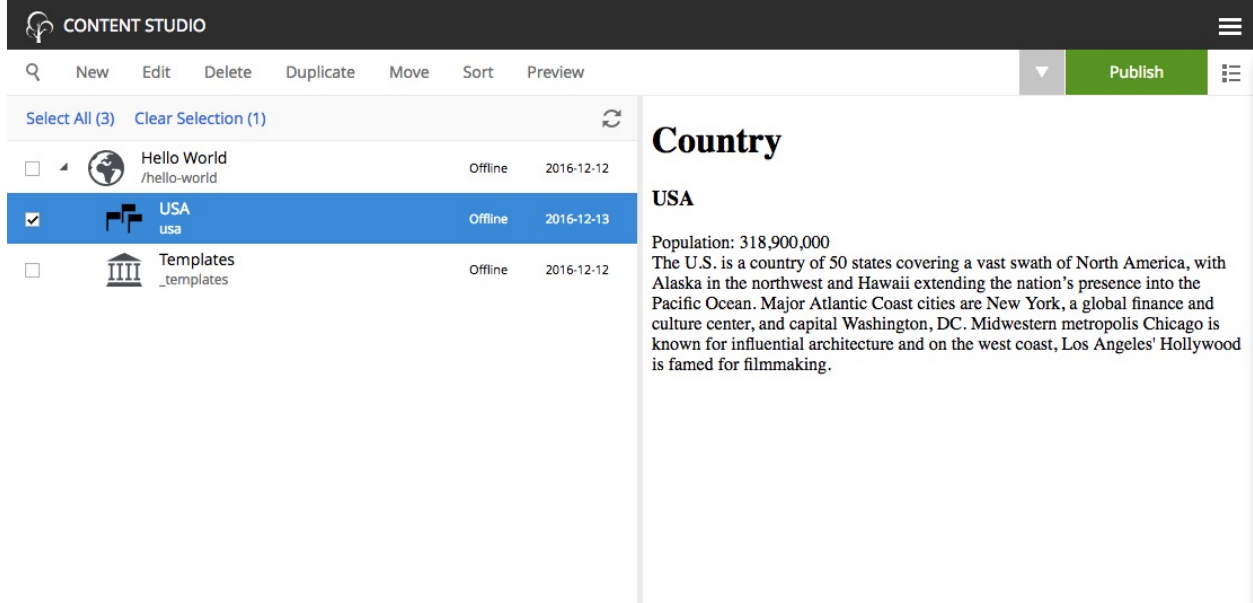 CONTENT STUDIO
New Edit Delete Duplicate Move Sort Preview Publish
Select All (3) Clear Selection (1)
Hello World
/hello-world
Offline 2016-12-12
USA
usa
Offline 2016-12-13
Templates
_templates
Offline 2016-12-12
Country
USA
Population: 318,900,000
The U.S. is a country of 50 states covering a vast swath of North America, with
Alaska in the northwest and Hawaii extending the nation’s presence into the
Pacific Ocean. Major Atlantic Coast cities are New York, a global finance and
culture center, and capital Washington, DC. Midwestern metropolis Chicago is
known for influential architecture and on the west coast, Los Angeles' Hollywood
is famed for filmmaking.